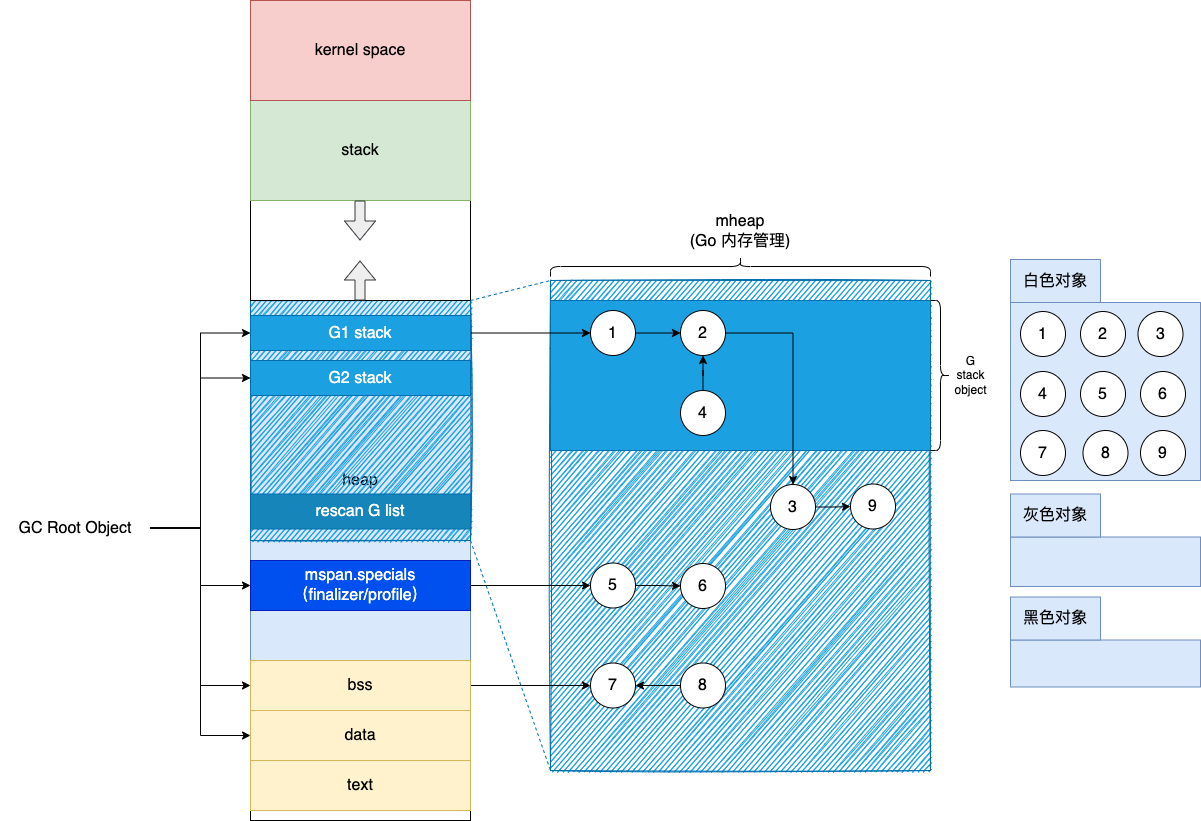 kernel space
stack
mheap
(Go 内存管理)
G1 stack
G2 stack
heap
rescan G list
GC Root Object
mspan.specials
(finalizer/profile)
bss
data
text
1
2
4
3
9
5
6
7
8
G
stack
object
白色对象
1 2 3
4 5 6
7 8 9
灰色对象
黑色对象